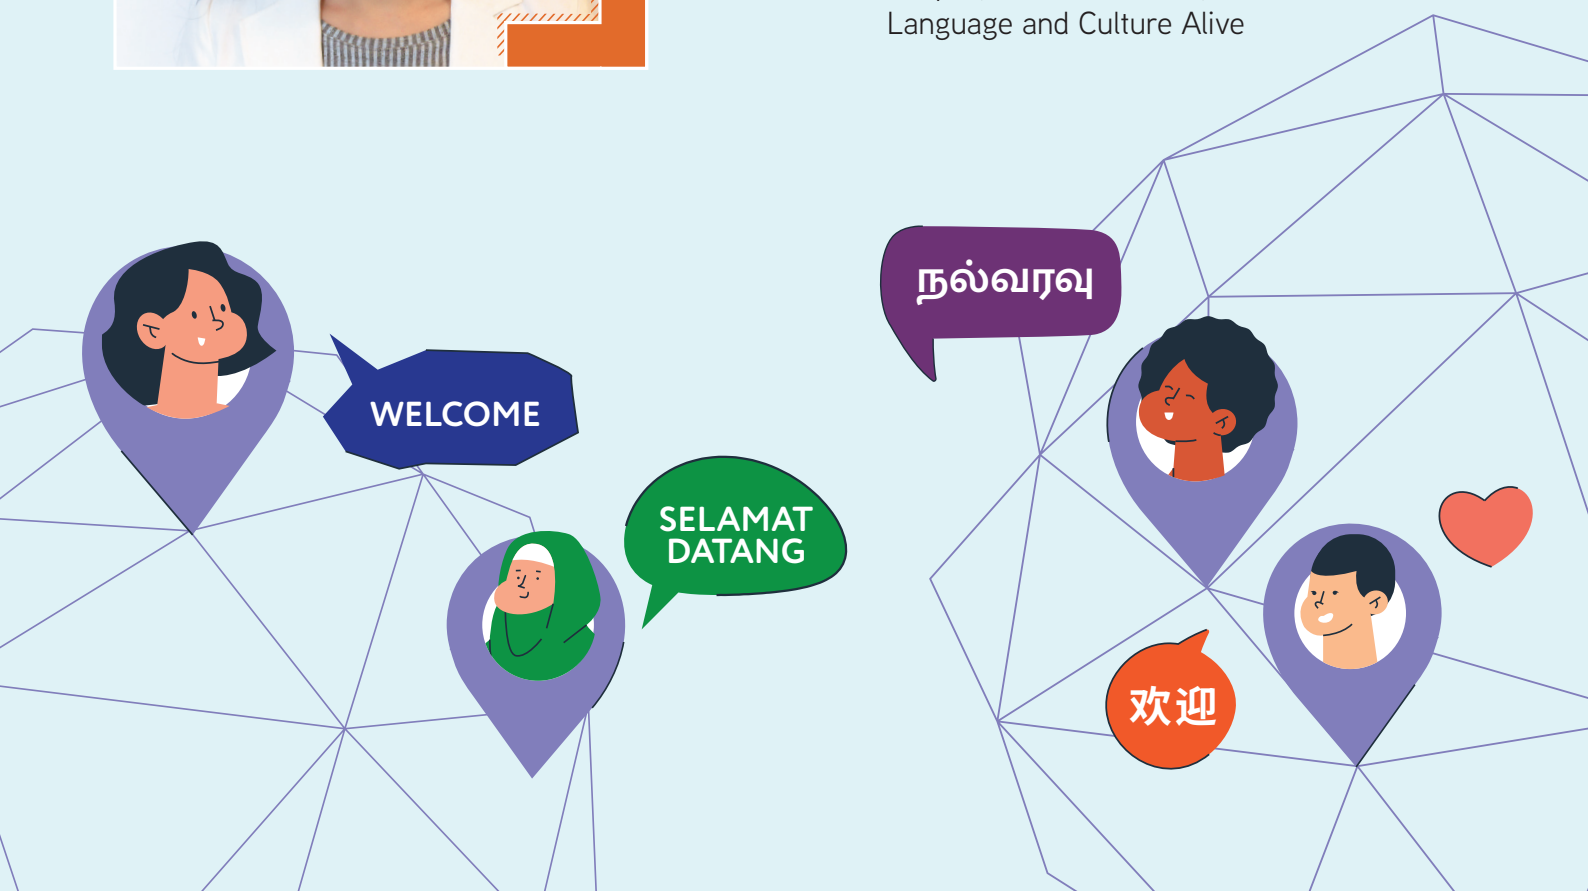 Language and Culture Alive
நல்வரவு
WELCOME
SELAMAT
DATANG
欢迎